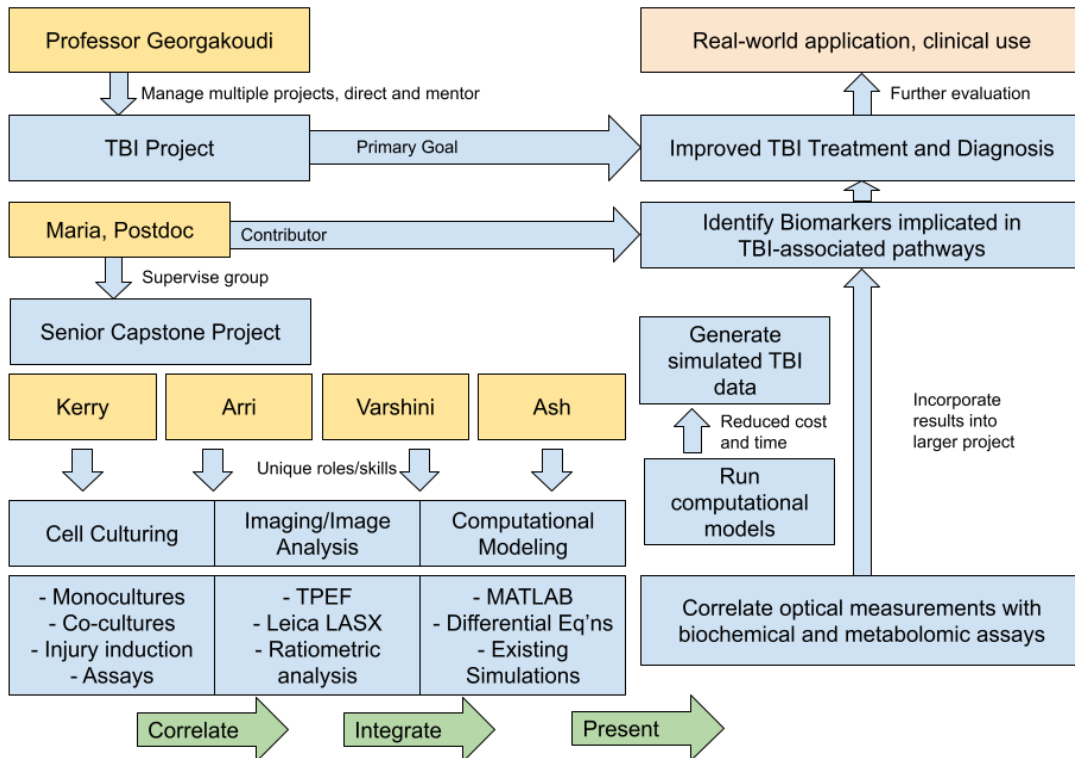 Professor Georgakoudi
Manage multiple projects, direct and mentor
TBI Project
Primary Goal
Real-world application, clinical use
Further evaluation
Improved TBI Treatment and Diagnosis
Maria, Postdoc
Contributor
Identify Biomarkers implicated in
TBI-associated pathways
Supervise group
Senior Capstone Project
Kerry
Arri
Varshini
Ash
Unique roles/skills
Cell Culturing
Imaging/Image
Analysis
Computational
Modeling
- Monocultures
- Co-cultures
- Injury induction
- Assays
- TPEF
- Leica LASX
- Ratiometric
analysis
- MATLAB
- Differential Eq'ns
- Existing
Simulations
Generate
simulated TBI
data
Reduced cost
and time
Run
computational
models
Incorporate
results into
larger project
Correlate optical measurements with
biochemical and metabolomic assays
Correlate
Integrate
Present